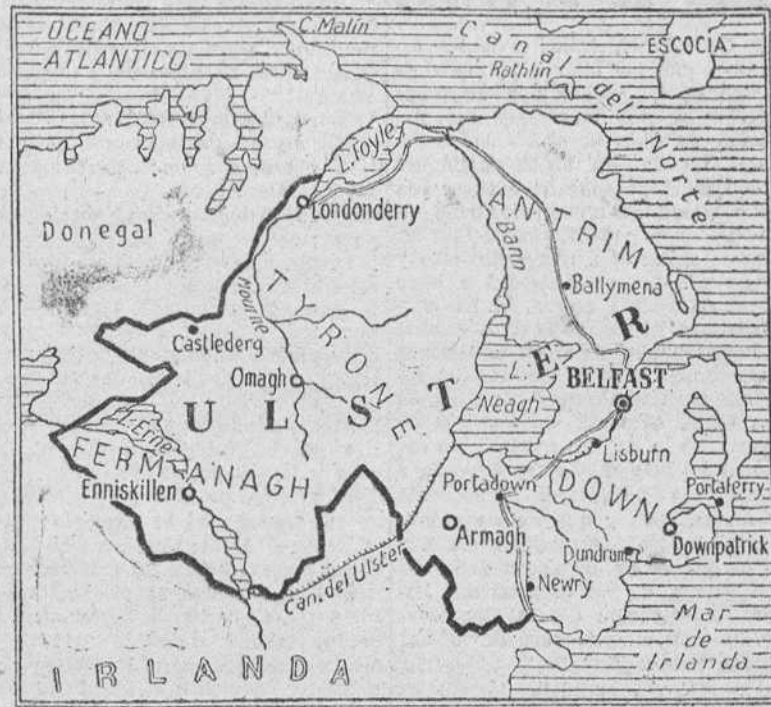 OCEANO
ATLANTICO
C. Malin
Canal del Norte
Rathlin
ESCOCIA
L. Foyle
Londonderry
Donegal
ANTRIM
Bann
Ballymena
Mourne
TYRONE
Castlederg
Omagh
L. Neagh
BELFAST
ULSTER
L. Erne
FERMANAGH
Enniskillen
Lisburn
Portadown
DOWN
Portaferry
Armagh
Downpatrick
Dundrum
Can. del Ulster
Newry
Mar
de
Irlanda
IRLANDA